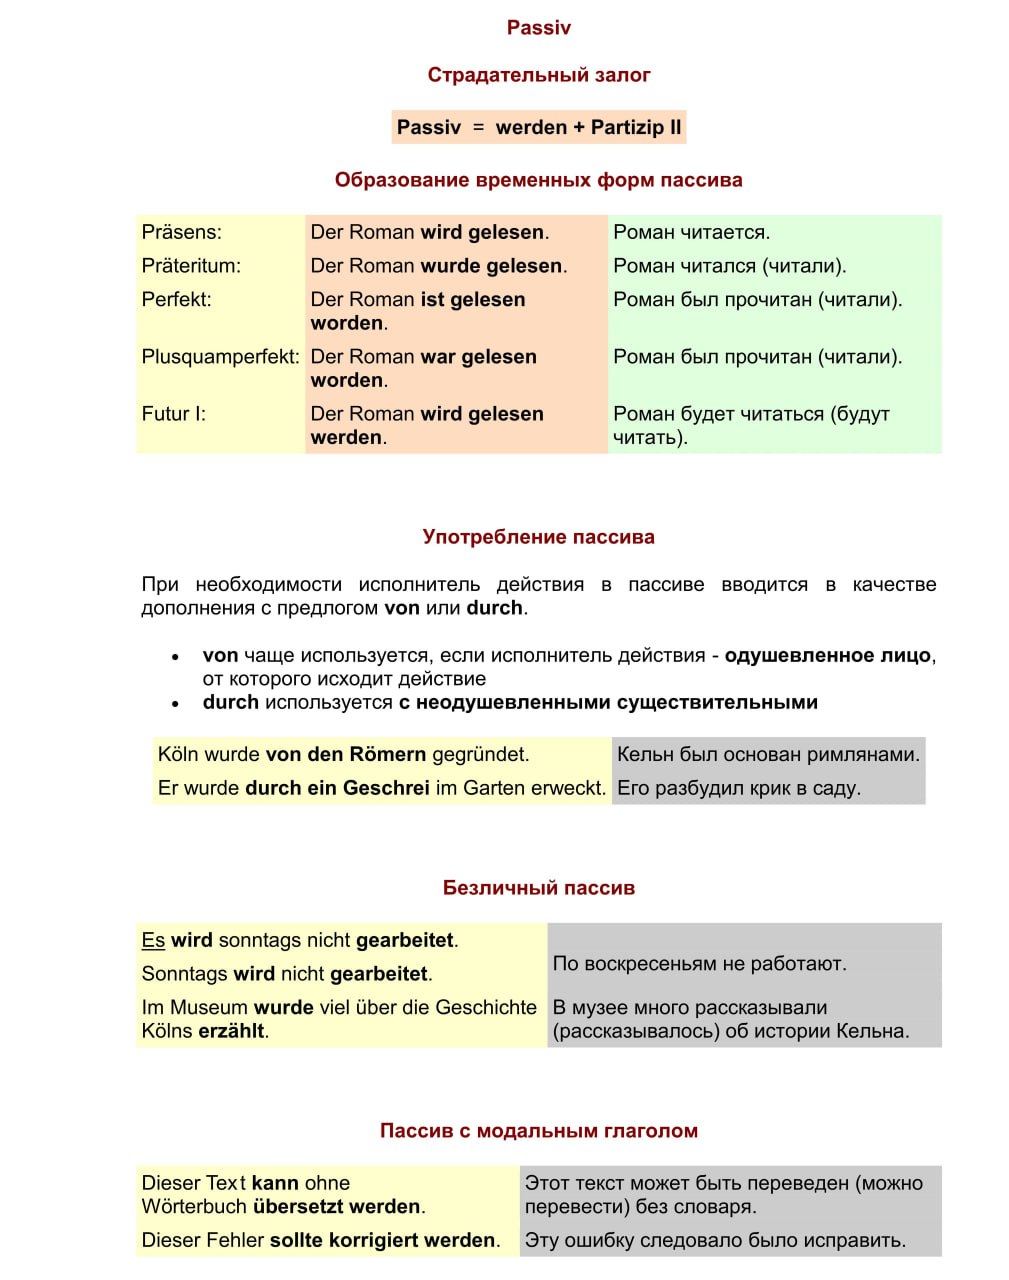 Passiv
Страдательный залог
Passiv = werden + Partizip II
Образование временных форм пассива
Präsens: Der Roman wird gelesen. Роман читается.
Präteritum: Der Roman wurde gelesen. Роман читался (читали).
Perfekt: Der Roman ist gelesen worden. Роман был прочитан (читали).
Plusquamperfekt: Der Roman war gelesen worden. Роман был прочитан (читали).
Futur I: Der Roman wird gelesen werden. Роман будет читаться (будут читать).
Употребление пассива
При необходимости исполнитель действия в пассиве вводится в качестве
дополнения с предлогом von или durch.
• von чаще используется, если исполнитель действия - одушевленное лицо,
от которого исходит действие
• durch используется с неодушевленными существительными
Köln wurde von den Römern gegründet. Кельн был основан римлянами.
Er wurde durch ein Geschrei im Garten erweckt. Его разбудил крик в саду.
Безличный пассив
Es wird sonntags nicht gearbeitet.
Sonntags wird nicht gearbeitet.
По воскресеньям не работают.
Im Museum wurde viel über die Geschichte
Kölns erzählt.
В музее много рассказывали
(рассказывалось) об истории Кельна.
Пассив с модальным глаголом
Dieser Text kann ohne
Wörterbuch übersetzt werden.
Этот текст может быть переведен (можно
перевести) без словаря.
Dieser Fehler sollte korrigiert werden. Эту ошибку следовало было исправить.